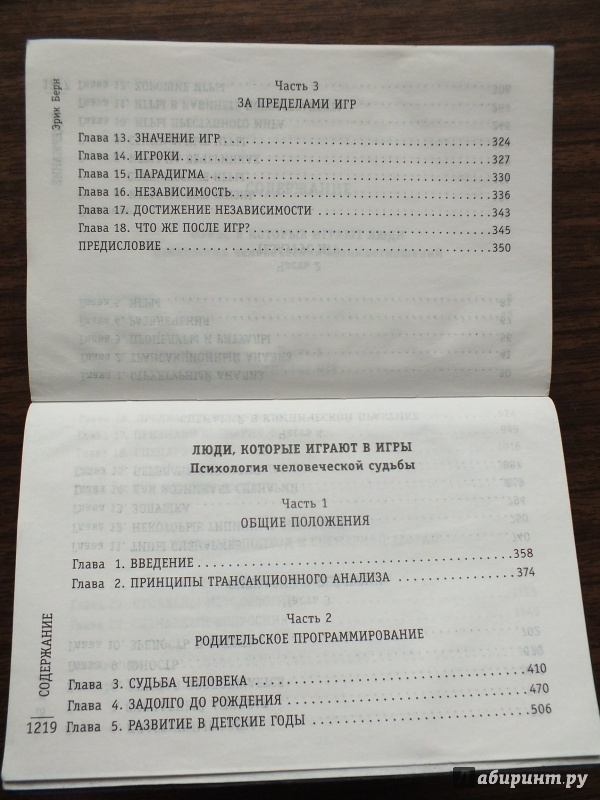 Эрик Берн
Часть 3
ЗА ПРЕДЕЛАМИ ИГР
Глава 13. ЗНАЧЕНИЕ ИГР ........ 324
Глава 14. ИГРОКИ ........ 327
Глава 15. ПАРАДИГМА ........ 330
Глава 16. НЕЗАВИСИМОСТЬ ........ 336
Глава 17. ДОСТИЖЕНИЕ НЕЗАВИСИМОСТИ ........ 343
Глава 18. ЧТО ЖЕ ПОСЛЕ ИГР? ........ 345
ПРЕДИСЛОВИЕ ........ 350
ЛЮДИ, КОТОРЫЕ ИГРАЮТ В ИГРЫ
Психология человеческой судьбы
Часть 1
ОБЩИЕ ПОЛОЖЕНИЯ
Глава 1. ВВЕДЕНИЕ ........ 358
Глава 2. ПРИНЦИПЫ ТРАНСАКЦИОННОГО АНАЛИЗА ........ 374
Часть 2
РОДИТЕЛЬСКОЕ ПРОГРАММИРОВАНИЕ
Глава 3. СУДЬБА ЧЕЛОВЕКА ........ 410
Глава 4. ЗАДОЛГО ДО РОЖДЕНИЯ ........ 470
Глава 5. РАЗВИТИЕ В ДЕТСКИЕ ГОДЫ ........ 506
СОДЕРЖАНИЕ
1219
абиринт.ру